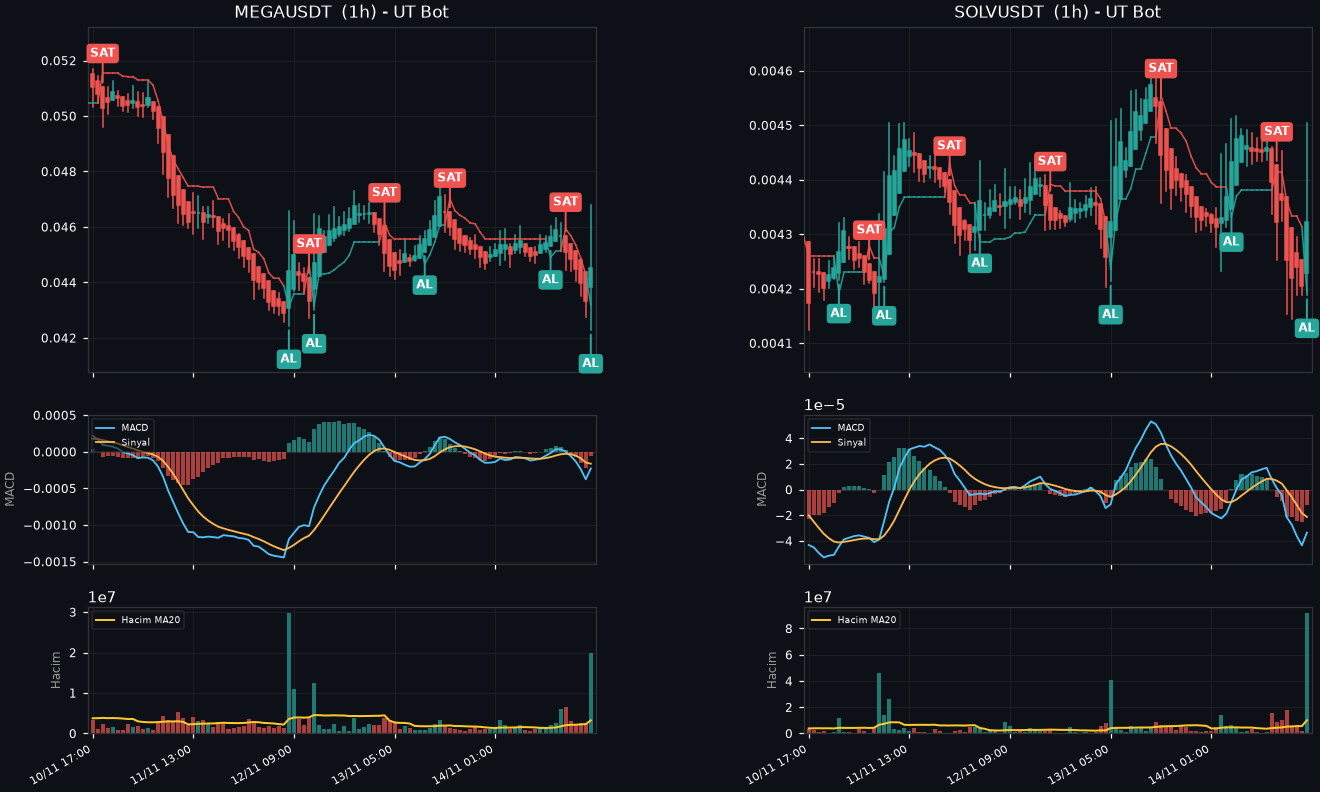 MEGAUSDT  (1h) - UT Bot
0.052
0.050
0.048
0.046
0.044
0.042
SAT
SAT
SAT
SAT
SAT
AL
AL
AL
AL
AL
MACD
0.0005
0.0000
−0.0005
−0.0010
−0.0015
MACD
Sinyal
Hacim
1e7
3
2
1
0
Hacim MA20
10/11 17:00
11/11 13:00
12/11 09:00
13/11 05:00
14/11 01:00
SOLVUSDT  (1h) - UT Bot
0.0046
0.0045
0.0044
0.0043
0.0042
0.0041
SAT
SAT
SAT
SAT
SAT
AL
AL
AL
AL
AL
AL
MACD
1e−5
4
2
0
−2
−4
MACD
Sinyal
Hacim
1e7
8
6
4
2
0
Hacim MA20
10/11 17:00
11/11 13:00
12/11 09:00
13/11 05:00
14/11 01:00